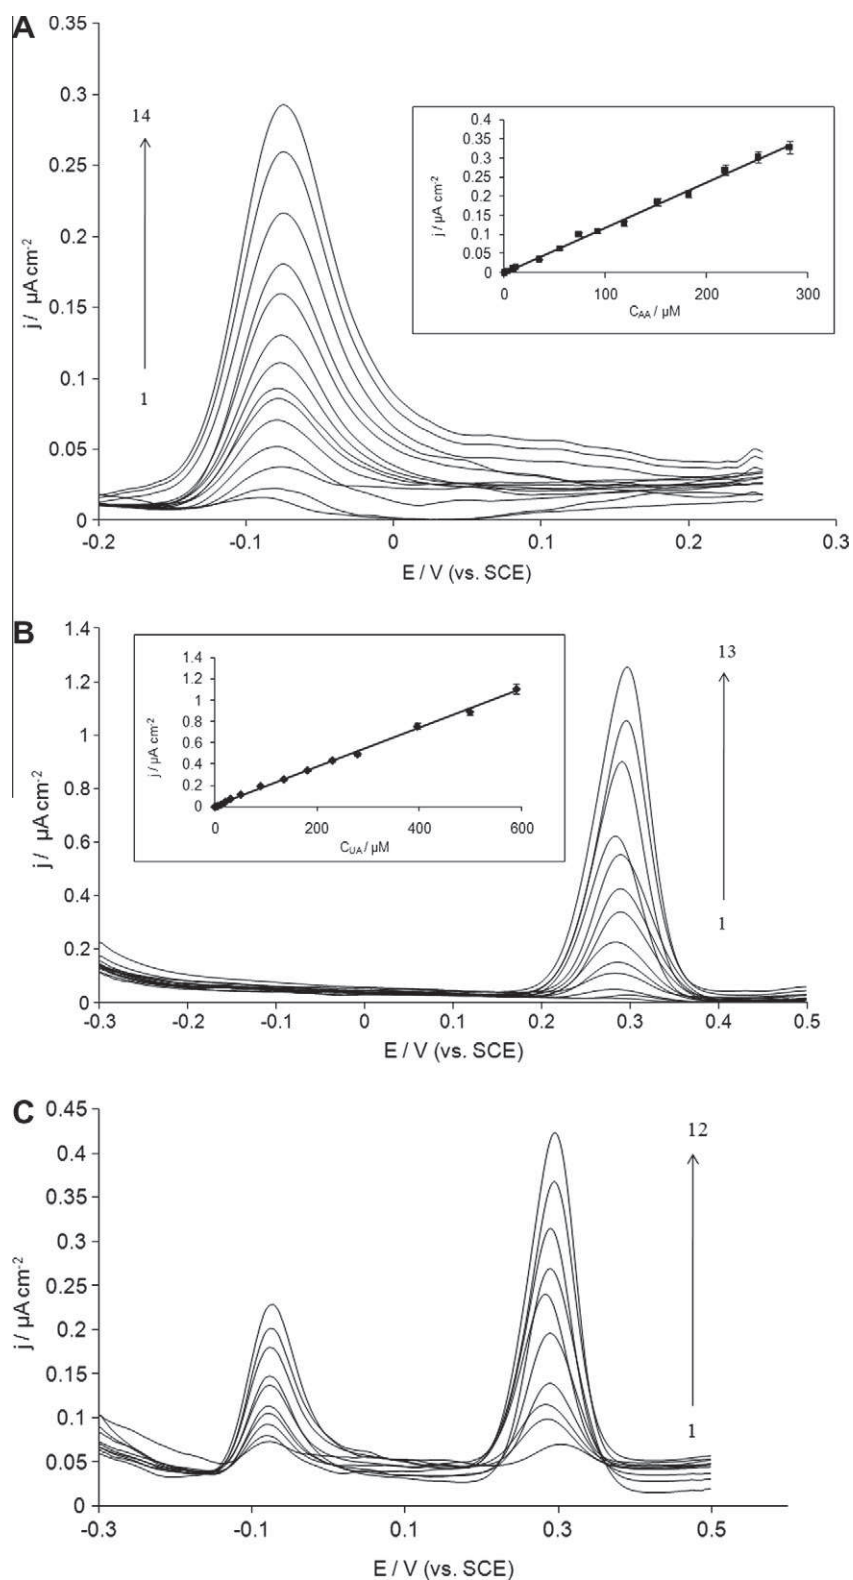 A
0.35
0.3
0.25
0.2
0.15
0.1
0.05
0
j / µA cm-2
14
1
-0.2 -0.1 0 0.1 0.2 0.3
E / V (vs. SCE)
0.4
0.35
0.3
0.25
0.2
0.15
0.1
0.05
0
j / µA cm-2
0 100 200 300
CAA / µM
B
1.4
1.2
1
0.8
0.6
0.4
0.2
0
j / µA cm-2
13
1
-0.3 -0.2 -0.1 0 0.1 0.2 0.3 0.4 0.5
E / V (vs. SCE)
1.4
1.2
1
0.8
0.6
0.4
0.2
0
j / µA cm-2
0 200 400 600
CUA / µM
C
0.45
0.4
0.35
0.3
0.25
0.2
0.15
0.1
0.05
0
j / µA cm-2
12
1
-0.3 -0.1 0.1 0.3 0.5
E / V (vs. SCE)